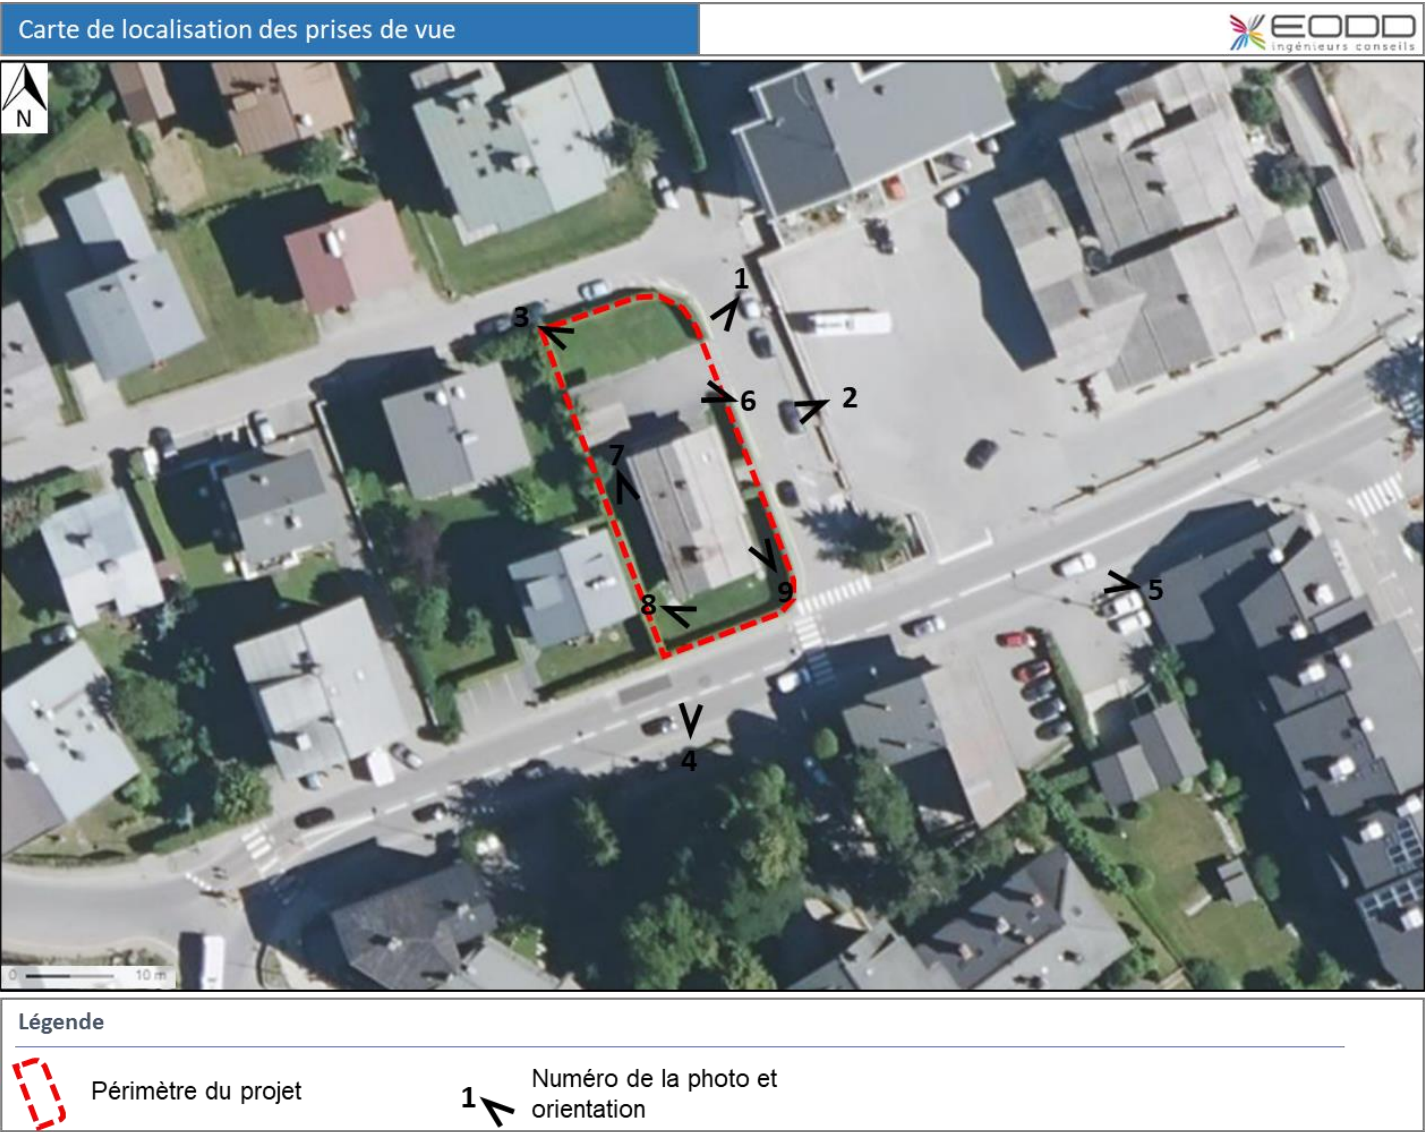 Carte de localisation des prises de vue
EODD
ingénieurs conseils
N
1
3
2
6
7
5
9
8
4
0 10 m
Légende
Périmètre du projet
1
Numéro de la photo et
orientation